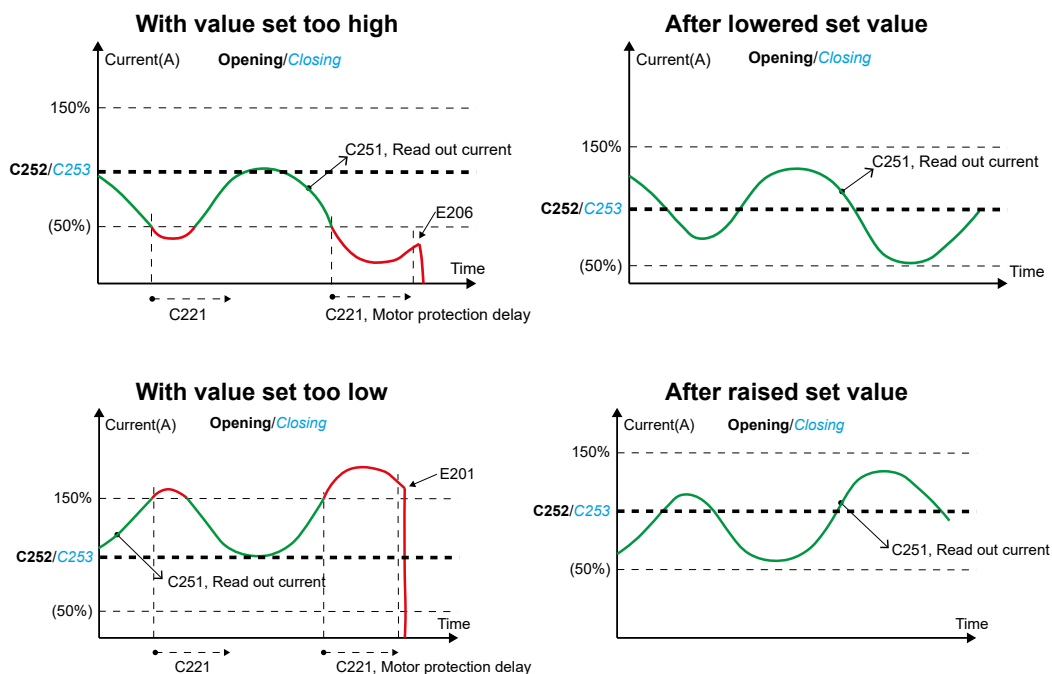 With value set too high
Current(A)
Opening/Closing
150%
C251, Read out current
C252/C253
E206
(50%)
Time
C221
C221, Motor protection delay
After lowered set value
Current(A)
Opening/Closing
150%
C251, Read out current
C252/C253
(50%)
Time
With value set too low
Current(A)
Opening/Closing
E201
150%
C252/C253
C251, Read out current
(50%)
Time
C221
C221, Motor protection delay
After raised set value
Current(A)
Opening/Closing
150%
C252/C253
C251, Read out current
(50%)
Time